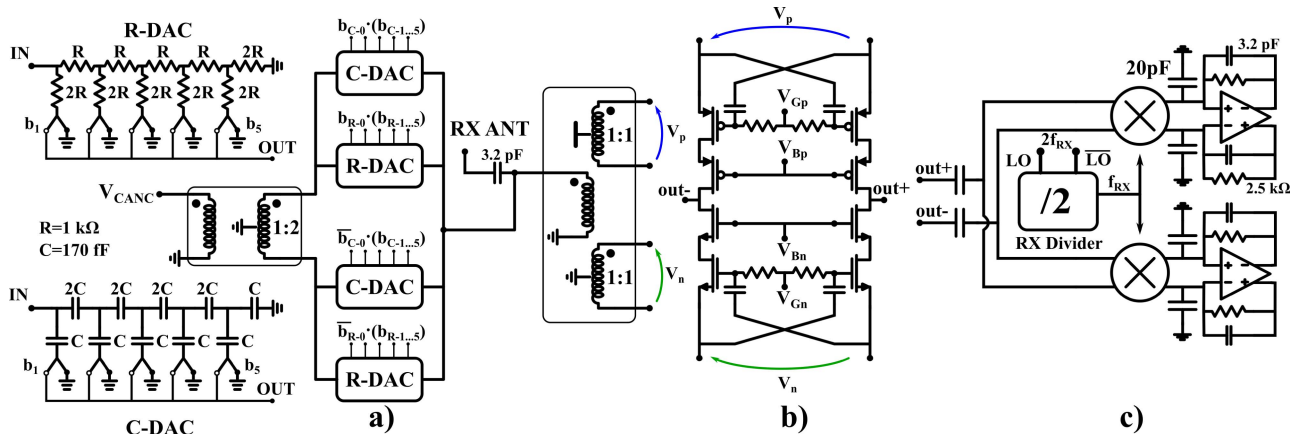 R-DAC
IN
R
R
R
R
2R
2R
2R
2R
2R
2R
b1
b5
OUT
VCANC
1:2
R=1 kΩ
C=170 fF
IN
2C
2C
2C
2C
C
C
C
C
C
C
b1
b5
OUT
C-DAC
bC-0·(bC-1...5)
C-DAC
bR-0·(bR-1...5)
R-DAC
b̅C-0·(bC-1...5)
C-DAC
b̅R-0·(bR-1...5)
R-DAC
a)
RX ANT
3.2 pF
1:1
Vp
1:1
Vn
Vp
VGp
VBp
out-
out+
VBn
VGn
Vn
b)
out+
out-
LO
2fRX
L̅O̅
/2
RX Divider
fRX
20pF
3.2 pF
+
−
−
+
2.5 kΩ
+
−
−
+
c)